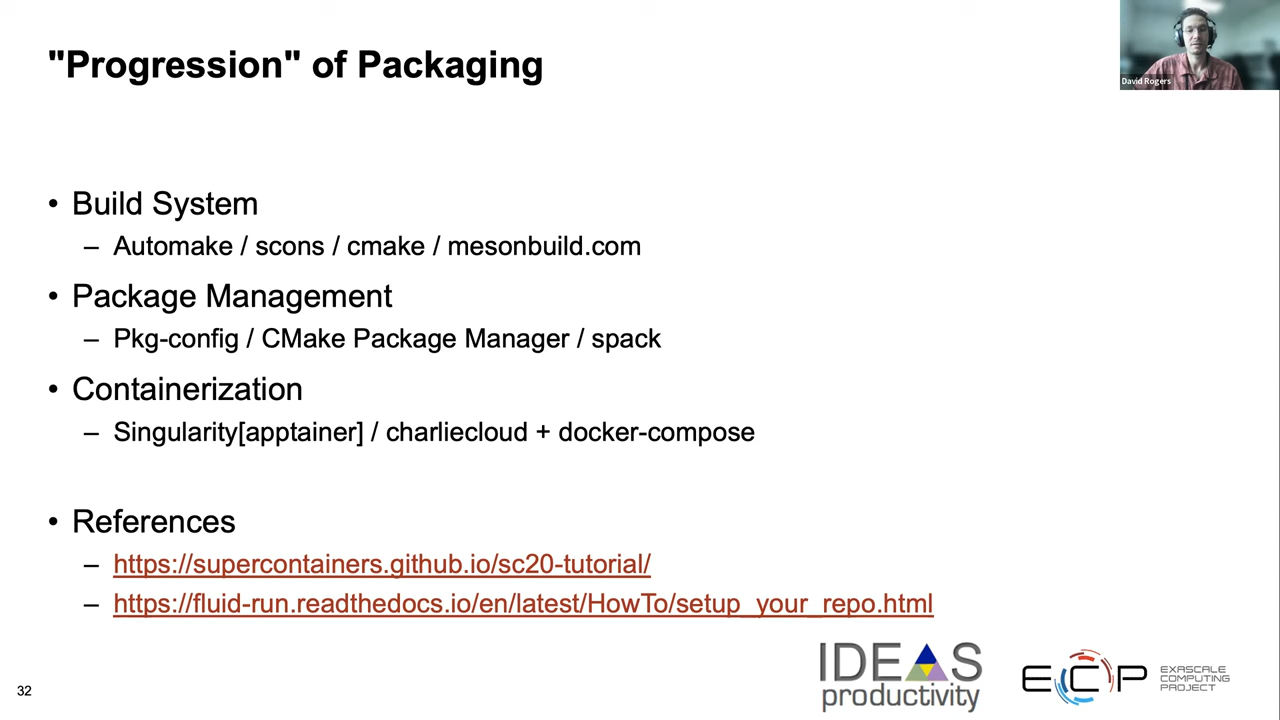 "Progression" of Packaging
David Rogers
• Build System
– Automake / scons / cmake / mesonbuild.com
• Package Management
– Pkg-config / CMake Package Manager / spack
• Containerization
– Singularity[apptainer] / charliecloud + docker-compose
• References
– https://supercontainers.github.io/sc20-tutorial/
– https://fluid-run.readthedocs.io/en/latest/HowTo/setup_your_repo.html
32
IDEAS
productivity
ECP
EXASCALE
COMPUTING
PROJECT